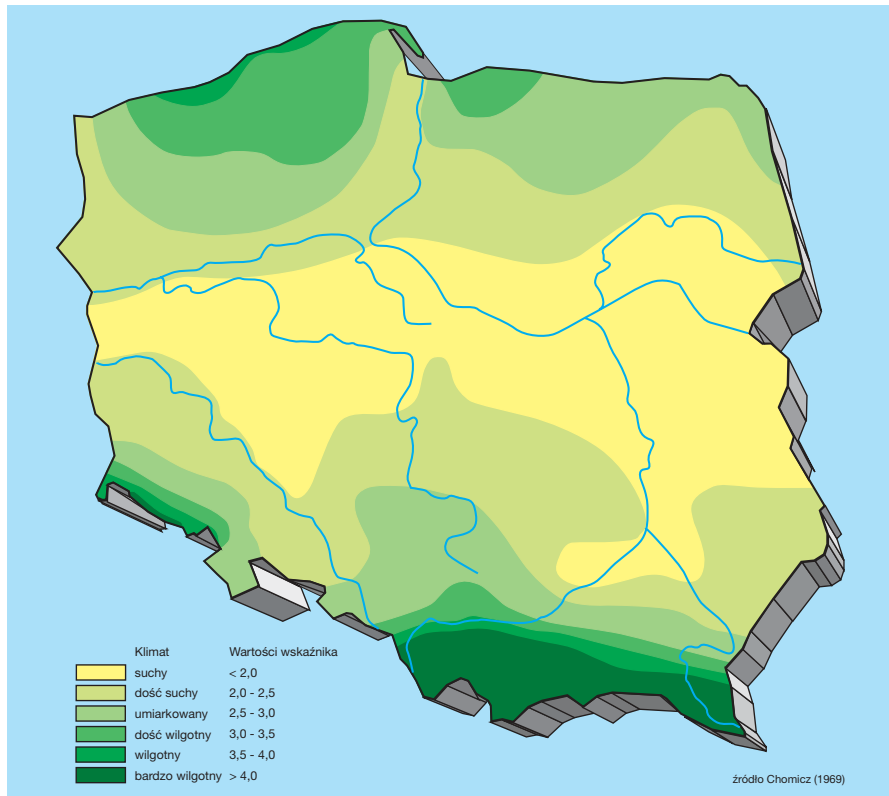 Klimat Wartości wskaźnika
suchy < 2,0
dość suchy 2,0 - 2,5
umiarkowany 2,5 - 3,0
dość wilgotny 3,0 - 3,5
wilgotny 3,5 - 4,0
bardzo wilgotny > 4,0
źródło Chomicz (1969)